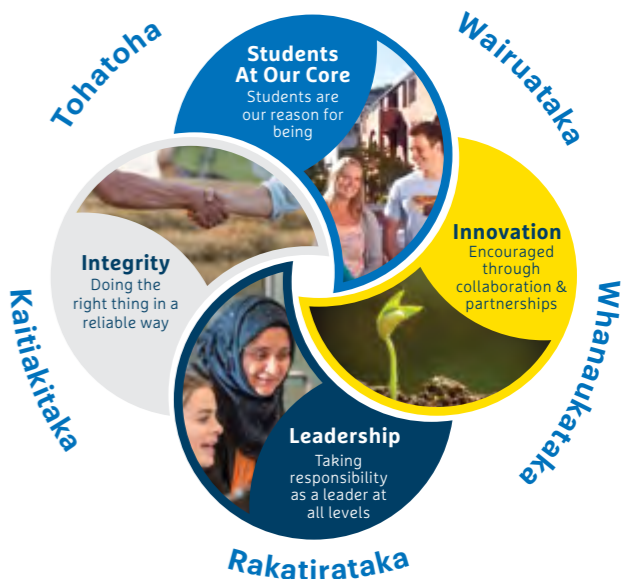 Tohatoha
Wairuataka
Students
At Our Core
Students are
our reason for
being
Integrity
Doing the
right thing in a
reliable way
Innovation
Encouraged
through
collaboration &
partnerships
Kaitiakitaka
Whanaukataka
Leadership
Taking
responsibility
as a leader at
all levels
Rakatirataka